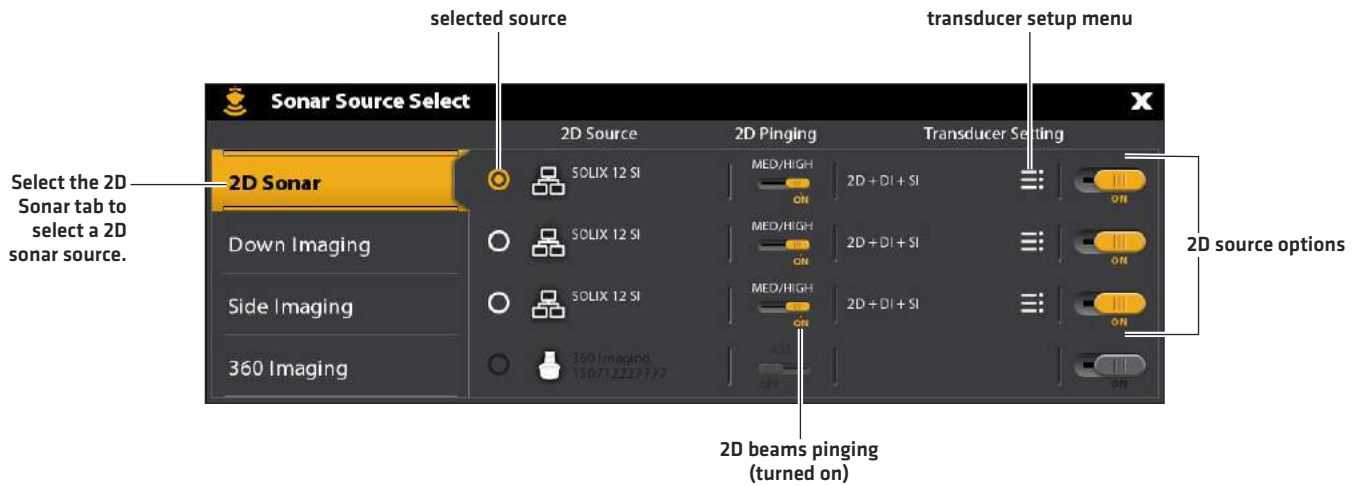 selected source
transducer setup menu
Sonar Source Select
X
2D Source
2D Pinging
Transducer Setting
Select the 2D
Sonar tab to
select a 2D
sonar source.
2D Sonar
SOLIX 12 SI
MED/HIGH
ON
2D + DI + SI
ON
Down Imaging
SOLIX 12 SI
MED/HIGH
ON
2D + DI + SI
ON
2D source options
Side Imaging
SOLIX 12 SI
MED/HIGH
ON
2D + DI + SI
ON
360 Imaging
360 Imaging
ON
2D beams pinging
(turned on)